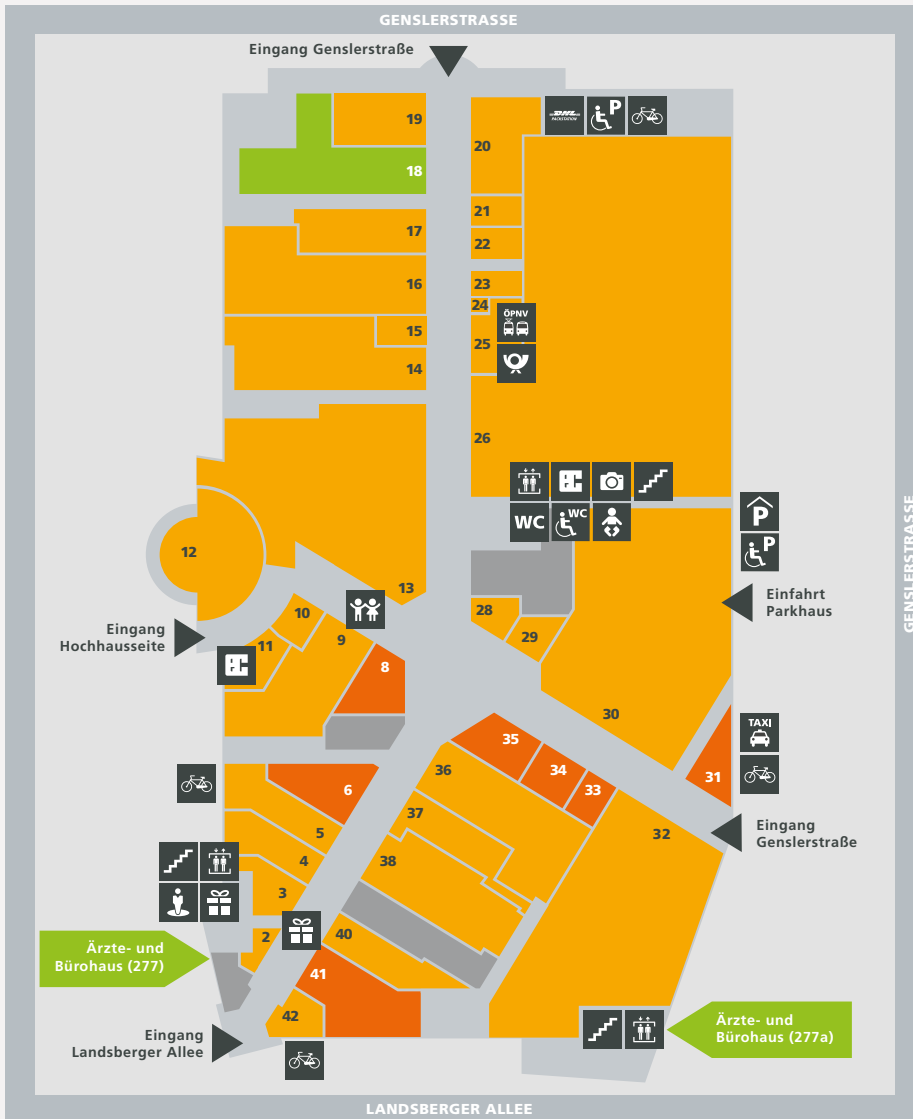 GENSLERSTRASSE
Eingang Genslerstraße
19
20
DHL
PACKSTATION
P
18
21
17
22
16
23
24
ÖPNV
15
25
14
26
WC
WC
P
P
12
13
GENSLERSTRASSE
Einfahrt
Parkhaus
10
28
Eingang
Hochhausseite
11
9
29
8
30
TAXI
35
34
31
33
36
6
37
32
Eingang
Genslerstraße
5
38
4
3
2
40
Ärzte- und
Bürohaus (277)
41
42
Ärzte- und
Bürohaus (277a)
Eingang
Landsberger Allee
LANDSBERGER ALLEE